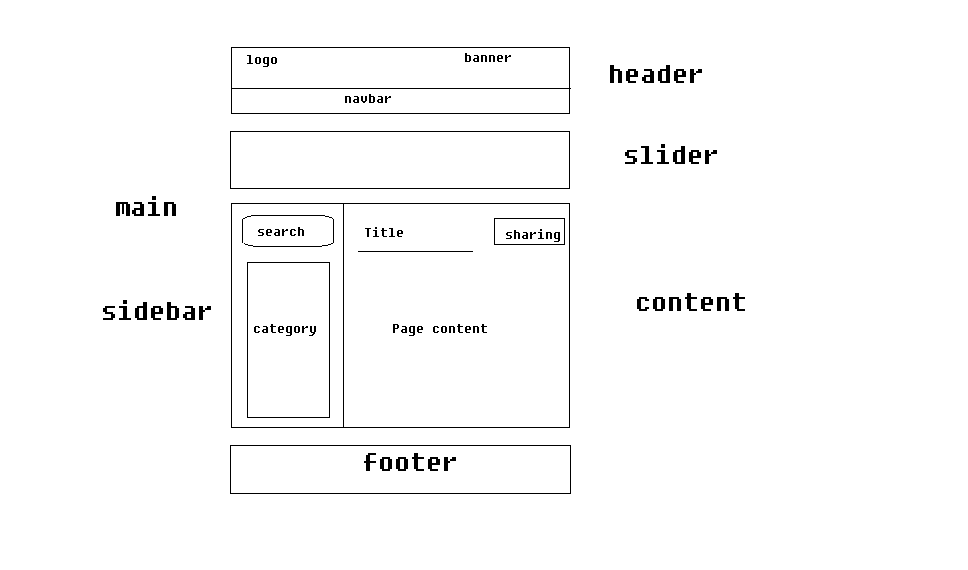 logo
banner
header
navbar
slider
main
search
Title
sharing
sidebar
content
category
Page content
footer